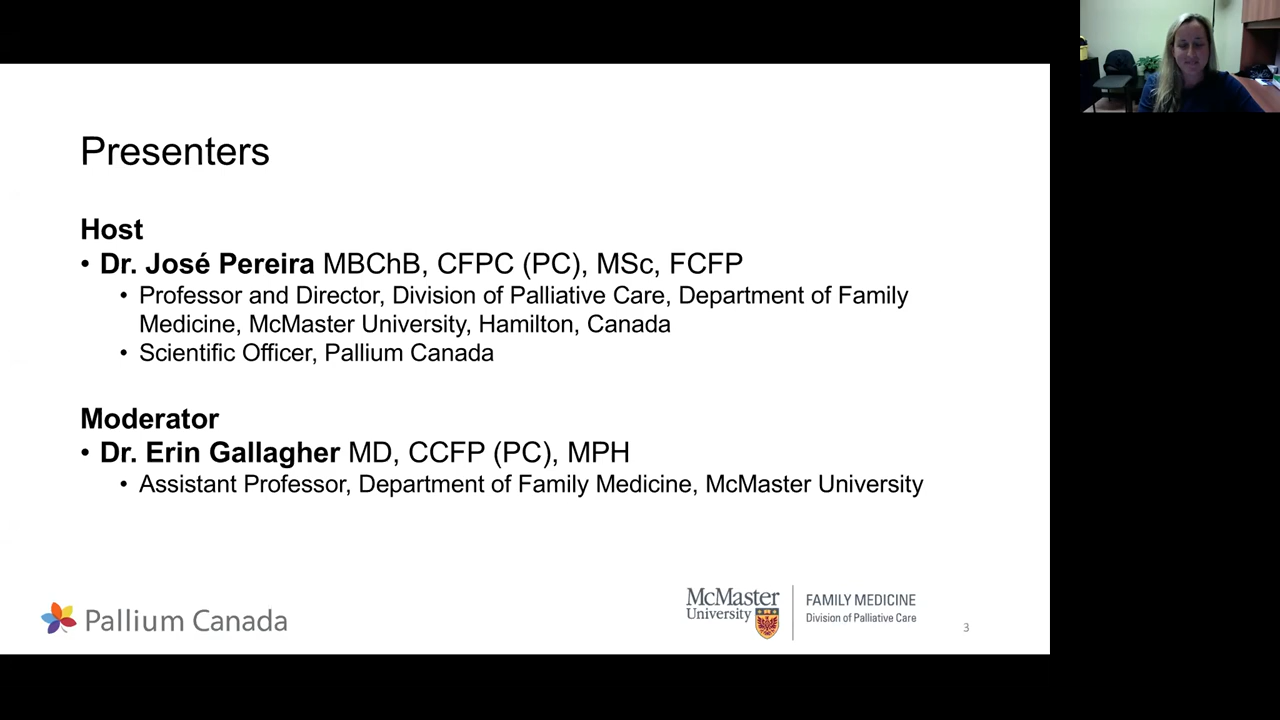 Presenters
Host
• Dr. José Pereira MBChB, CFPC (PC), MSc, FCFP
• Professor and Director, Division of Palliative Care, Department of Family
Medicine, McMaster University, Hamilton, Canada
• Scientific Officer, Pallium Canada
Moderator
• Dr. Erin Gallagher MD, CCFP (PC), MPH
• Assistant Professor, Department of Family Medicine, McMaster University
Pallium Canada
McMaster
University
FAMILY MEDICINE
Division of Palliative Care
3